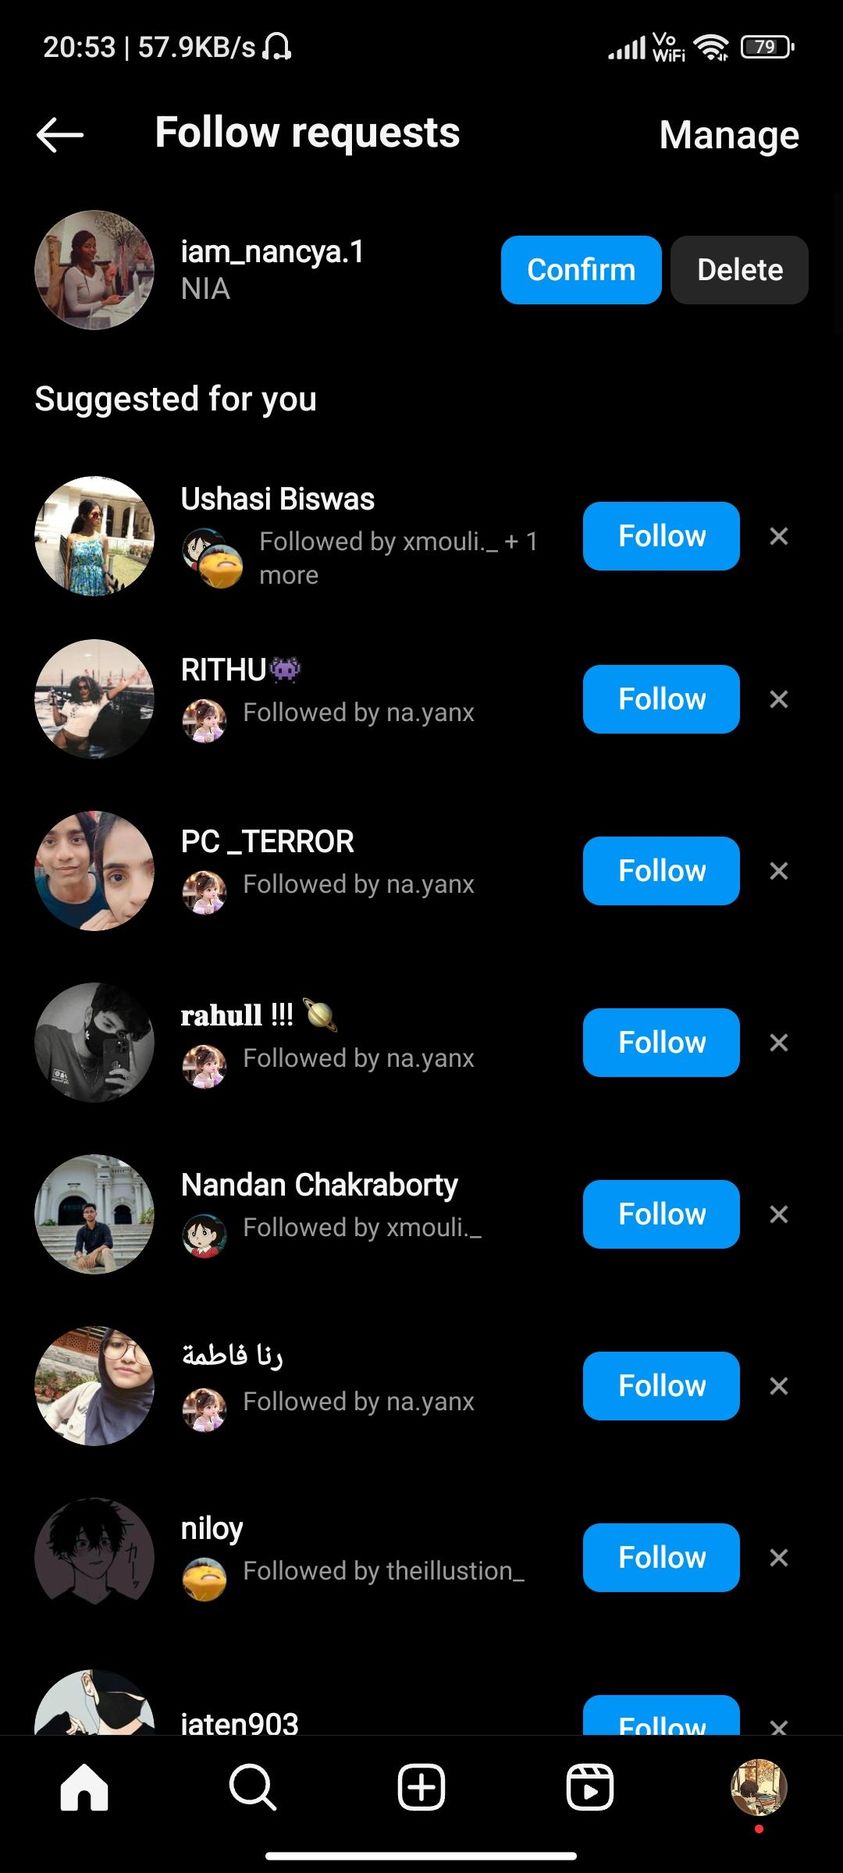 20:53 | 57.9KB/s
Vo
WiFi
79
Follow requests
Manage
iam_nancya.1
NIA
Confirm
Delete
Suggested for you
Ushasi Biswas
Followed by xmouli._ + 1
more
Follow
RITHU👾
Followed by na.yanx
Follow
PC _TERROR
Followed by na.yanx
Follow
𝐫𝐚𝐡𝐮𝐥𝐥 !!! 🪐
Followed by na.yanx
Follow
Nandan Chakraborty
Followed by xmouli._
Follow
رنا فاطمة
Followed by na.yanx
Follow
niloy
Followed by theillustion_
Follow
jaten903
Follow